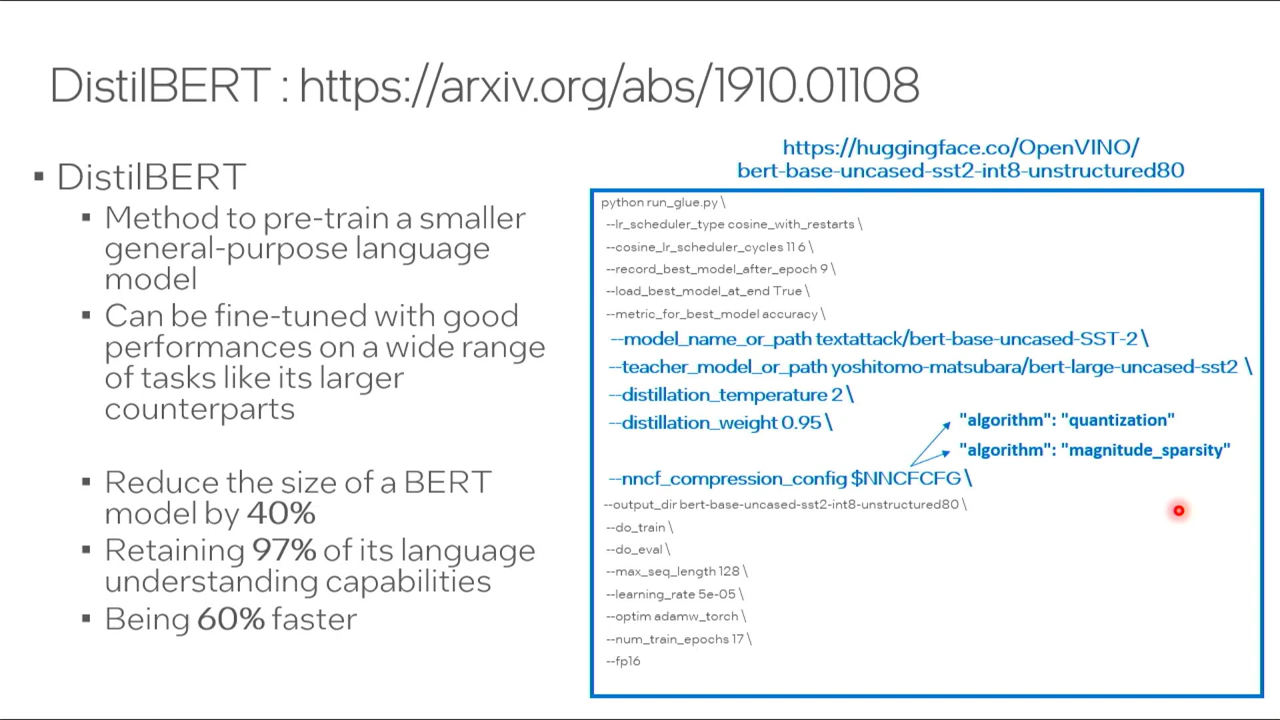 DistilBERT : https://arxiv.org/abs/1910.01108
▪ DistilBERT
▪ Method to pre-train a smaller
general-purpose language
model
▪ Can be fine-tuned with good
performances on a wide range
of tasks like its larger
counterparts
▪ Reduce the size of a BERT
model by 40%
▪ Retaining 97% of its language
understanding capabilities
▪ Being 60% faster
https://huggingface.co/OpenVINO/
bert-base-uncased-sst2-int8-unstructured80
python run_glue.py \
--lr_scheduler_type cosine_with_restarts \
--cosine_lr_scheduler_cycles 11 6 \
--record_best_model_after_epoch 9 \
--load_best_model_at_end True \
--metric_for_best_model accuracy \
--model_name_or_path textattack/bert-base-uncased-SST-2 \
--teacher_model_or_path yoshitomo-matsubara/bert-large-uncased-sst2 \
--distillation_temperature 2 \
--distillation_weight 0.95 \
"algorithm": "quantization"
"algorithm": "magnitude_sparsity"
--nncf_compression_config $NNCFCFG \
--output_dir bert-base-uncased-sst2-int8-unstructured80 \
--do_train \
--do_eval \
--max_seq_length 128 \
--learning_rate 5e-05 \
--optim adamw_torch \
--num_train_epochs 17 \
--fp16